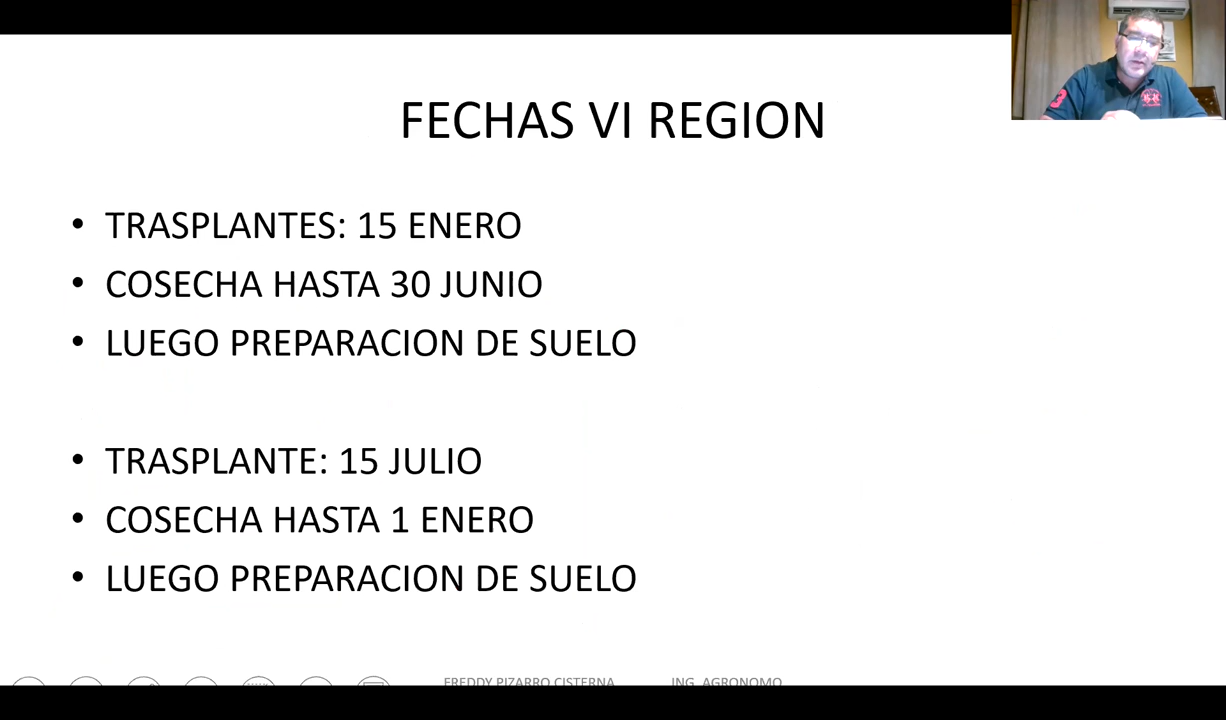 FECHAS VI REGION
• TRASPLANTES: 15 ENERO
• COSECHA HASTA 30 JUNIO
• LUEGO PREPARACION DE SUELO
• TRASPLANTE: 15 JULIO
• COSECHA HASTA 1 ENERO
• LUEGO PREPARACION DE SUELO
FREDDY PIZARRO CISTERNA ING. AGRONOMO
3